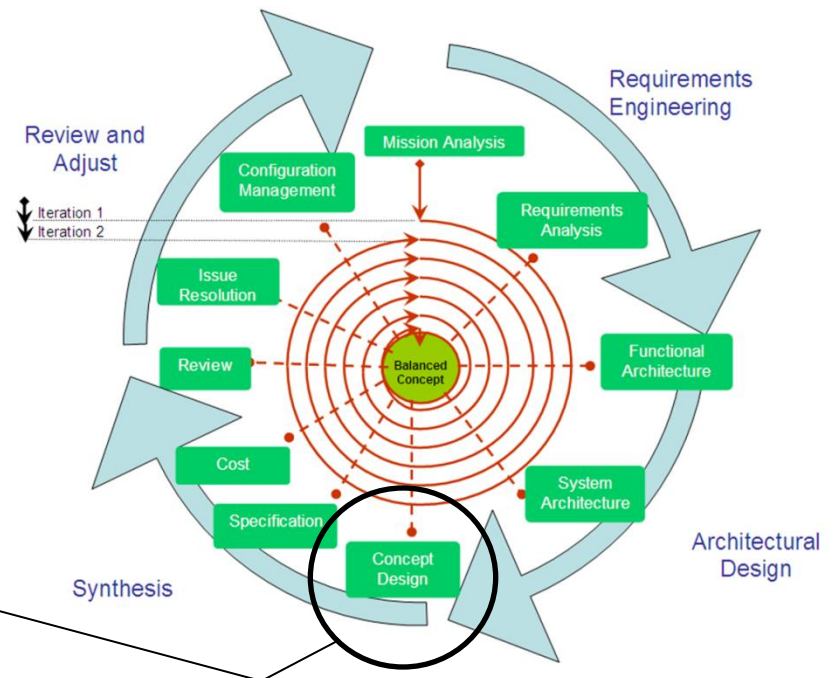 Requirements
Engineering
Review and
Adjust
Mission Analysis
Configuration
Management
Requirements
Analysis
Iteration 1
Iteration 2
Issue
Resolution
Functional
Architecture
Review
Balanced
Concept
Cost
System
Architecture
Specification
Concept
Design
Architectural
Design
Synthesis